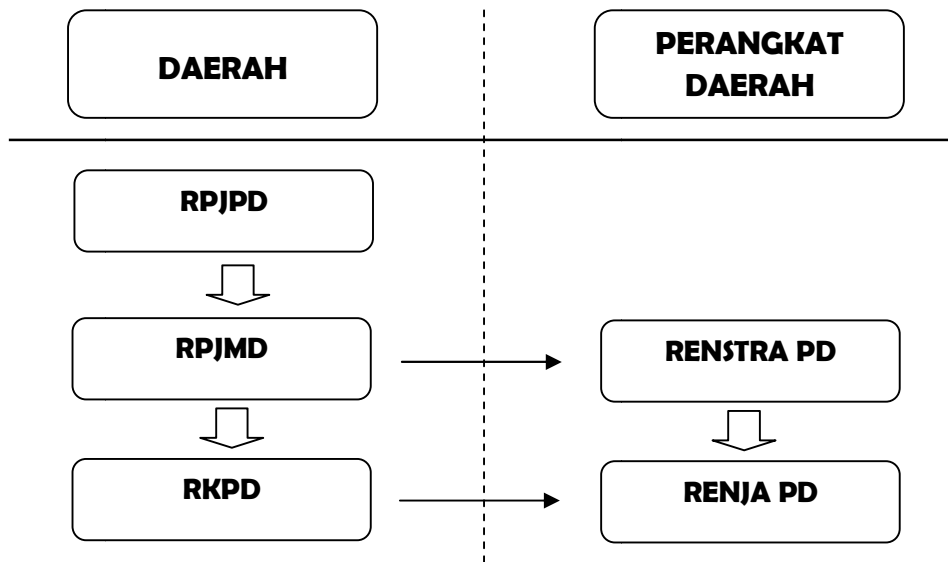 DAERAH
PERANGKAT
DAERAH
RPJPD
RPJMD
RENSTRA PD
RKPD
RENJA PD